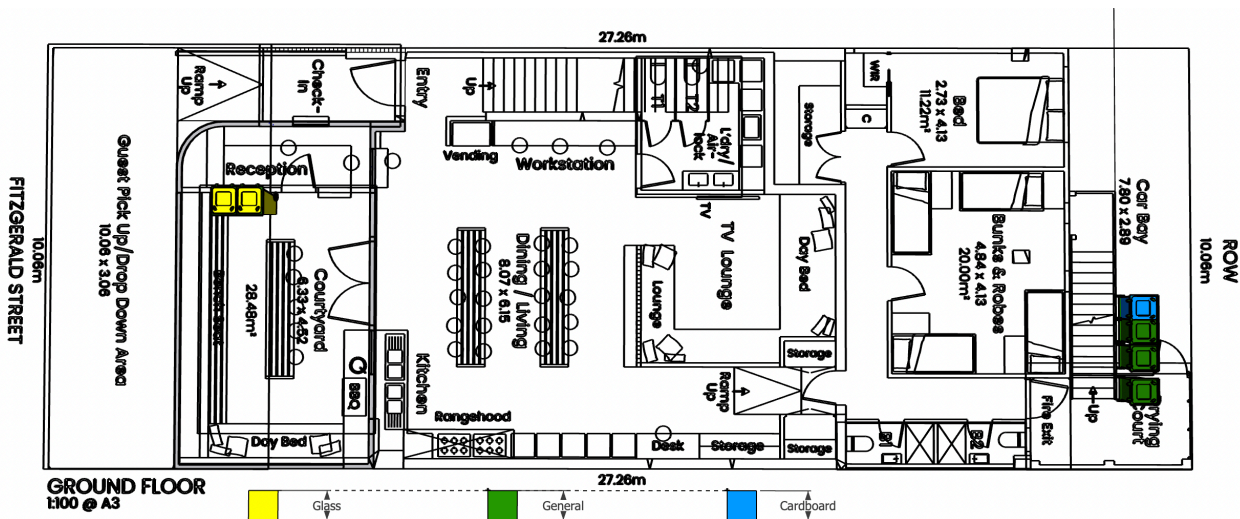 27.26m
FITZGERALD STREET
10.06m
Guest Pick Up/Drop Down Area
10.06 x 3.06
Ramp
Up
Check-
In
Reception
Bench Seat
Courtyard
6.33 x 4.52
28.48m²
Day Bed
BBQ
Entry
Up
Vending
Workstation
Kitchen
Rangehood
Dining / Living
8.07 x 6.15
T1
T2
L'dry/
Air-
lock
TV
TV Lounge
Lounge
Day Bed
Storage
Storage
Ramp
Up
Desk
Storage
Storage
WIR
C
Bed
2.73 x 4.13
11.22m²
Bunks & Robes
4.84 x 4.13
20.00m²
B1
B2
Fire Exit
Up
Car Bay
7.80 x 2.89
Court
ROW
10.06m
27.26m
GROUND FLOOR
1:100 @ A3
Glass
General
Cardboard